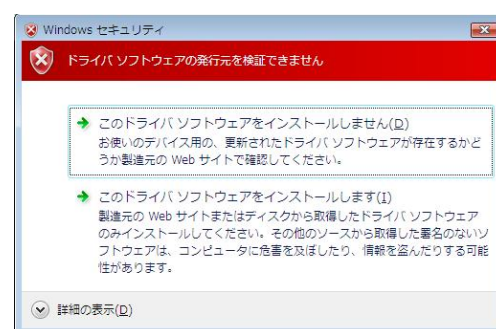 Windows セキュリティ
ドライバ ソフトウェアの発行元を検証できません
このドライバ ソフトウェアをインストールしません(D)
お使いのデバイス用の、更新されたドライバ ソフトウェアが存在するかど
うか製造元の Web サイトで確認してください。
このドライバ ソフトウェアをインストールします(I)
製造元の Web サイトまたはディスクから取得したドライバ ソフトウェア
のみインストールしてください。その他のソースから取得した署名のないソ
フトウェアは、コンピュータに危害を及ぼしたり、情報を盗んだりする可能
性があります。
詳細の表示(D)